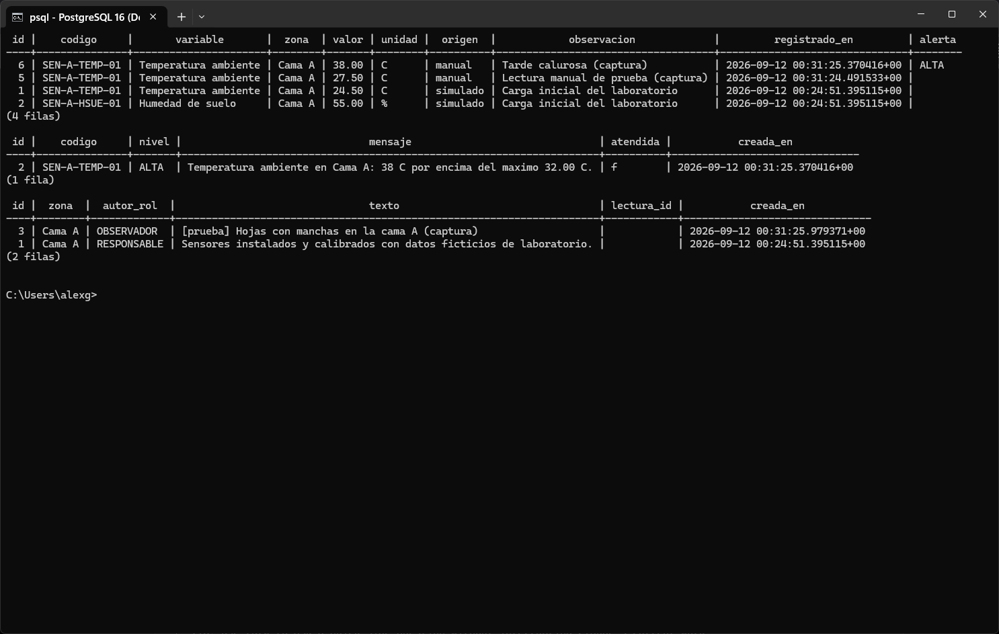 psql - PostgreSQL 16 (D
id | codigo | variable | zona | valor | unidad | origen | observacion | registrado_en | alerta
----+---------------+----------------------+--------+-------+--------+----------+------------------------------------+-------------------------------+--------
6 | SEN-A-TEMP-01 | Temperatura ambiente | Cama A | 38.00 | C | manual | Tarde calurosa (captura) | 2026-09-12 00:31:25.370416+00 | ALTA
5 | SEN-A-TEMP-01 | Temperatura ambiente | Cama A | 27.50 | C | manual | Lectura manual de prueba (captura) | 2026-09-12 00:31:24.491533+00 |
1 | SEN-A-TEMP-01 | Temperatura ambiente | Cama A | 24.50 | C | simulado | Carga inicial del laboratorio | 2026-09-12 00:24:51.395115+00 |
2 | SEN-A-HSUE-01 | Humedad de suelo | Cama A | 55.00 | % | simulado | Carga inicial del laboratorio | 2026-09-12 00:24:51.395115+00 |
(4 filas)
id | codigo | nivel | mensaje | atendida | creada_en
----+---------------+-------+---------------------------------------------------------------------+----------+-------------------------------
2 | SEN-A-TEMP-01 | ALTA | Temperatura ambiente en Cama A: 38 C por encima del maximo 32.00 C. | f | 2026-09-12 00:31:25.370416+00
(1 fila)
id | zona | autor_rol | texto | lectura_id | creada_en
----+--------+-------------+----------------------------------------------------------------------+------------+-------------------------------
3 | Cama A | OBSERVADOR | [prueba] Hojas con manchas en la cama A (captura) | | 2026-09-12 00:31:25.979371+00
1 | Cama A | RESPONSABLE | Sensores instalados y calibrados con datos ficticios de laboratorio. | | 2026-09-12 00:24:51.395115+00
(2 filas)
C:\Users\alexg>